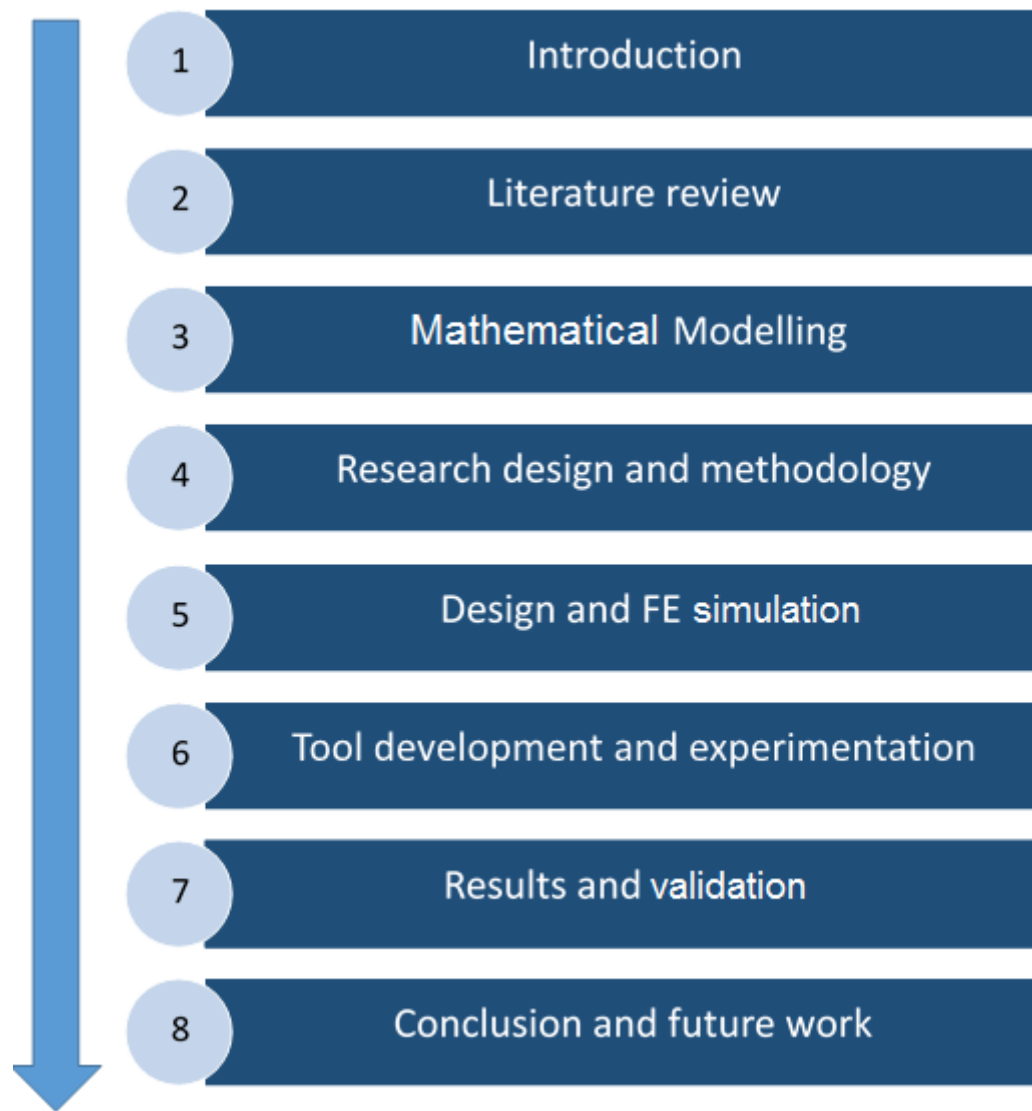 1
Introduction
2
Literature review
3
Mathematical Modelling
4
Research design and methodology
5
Design and FE simulation
6
Tool development and experimentation
7
Results and validation
8
Conclusion and future work